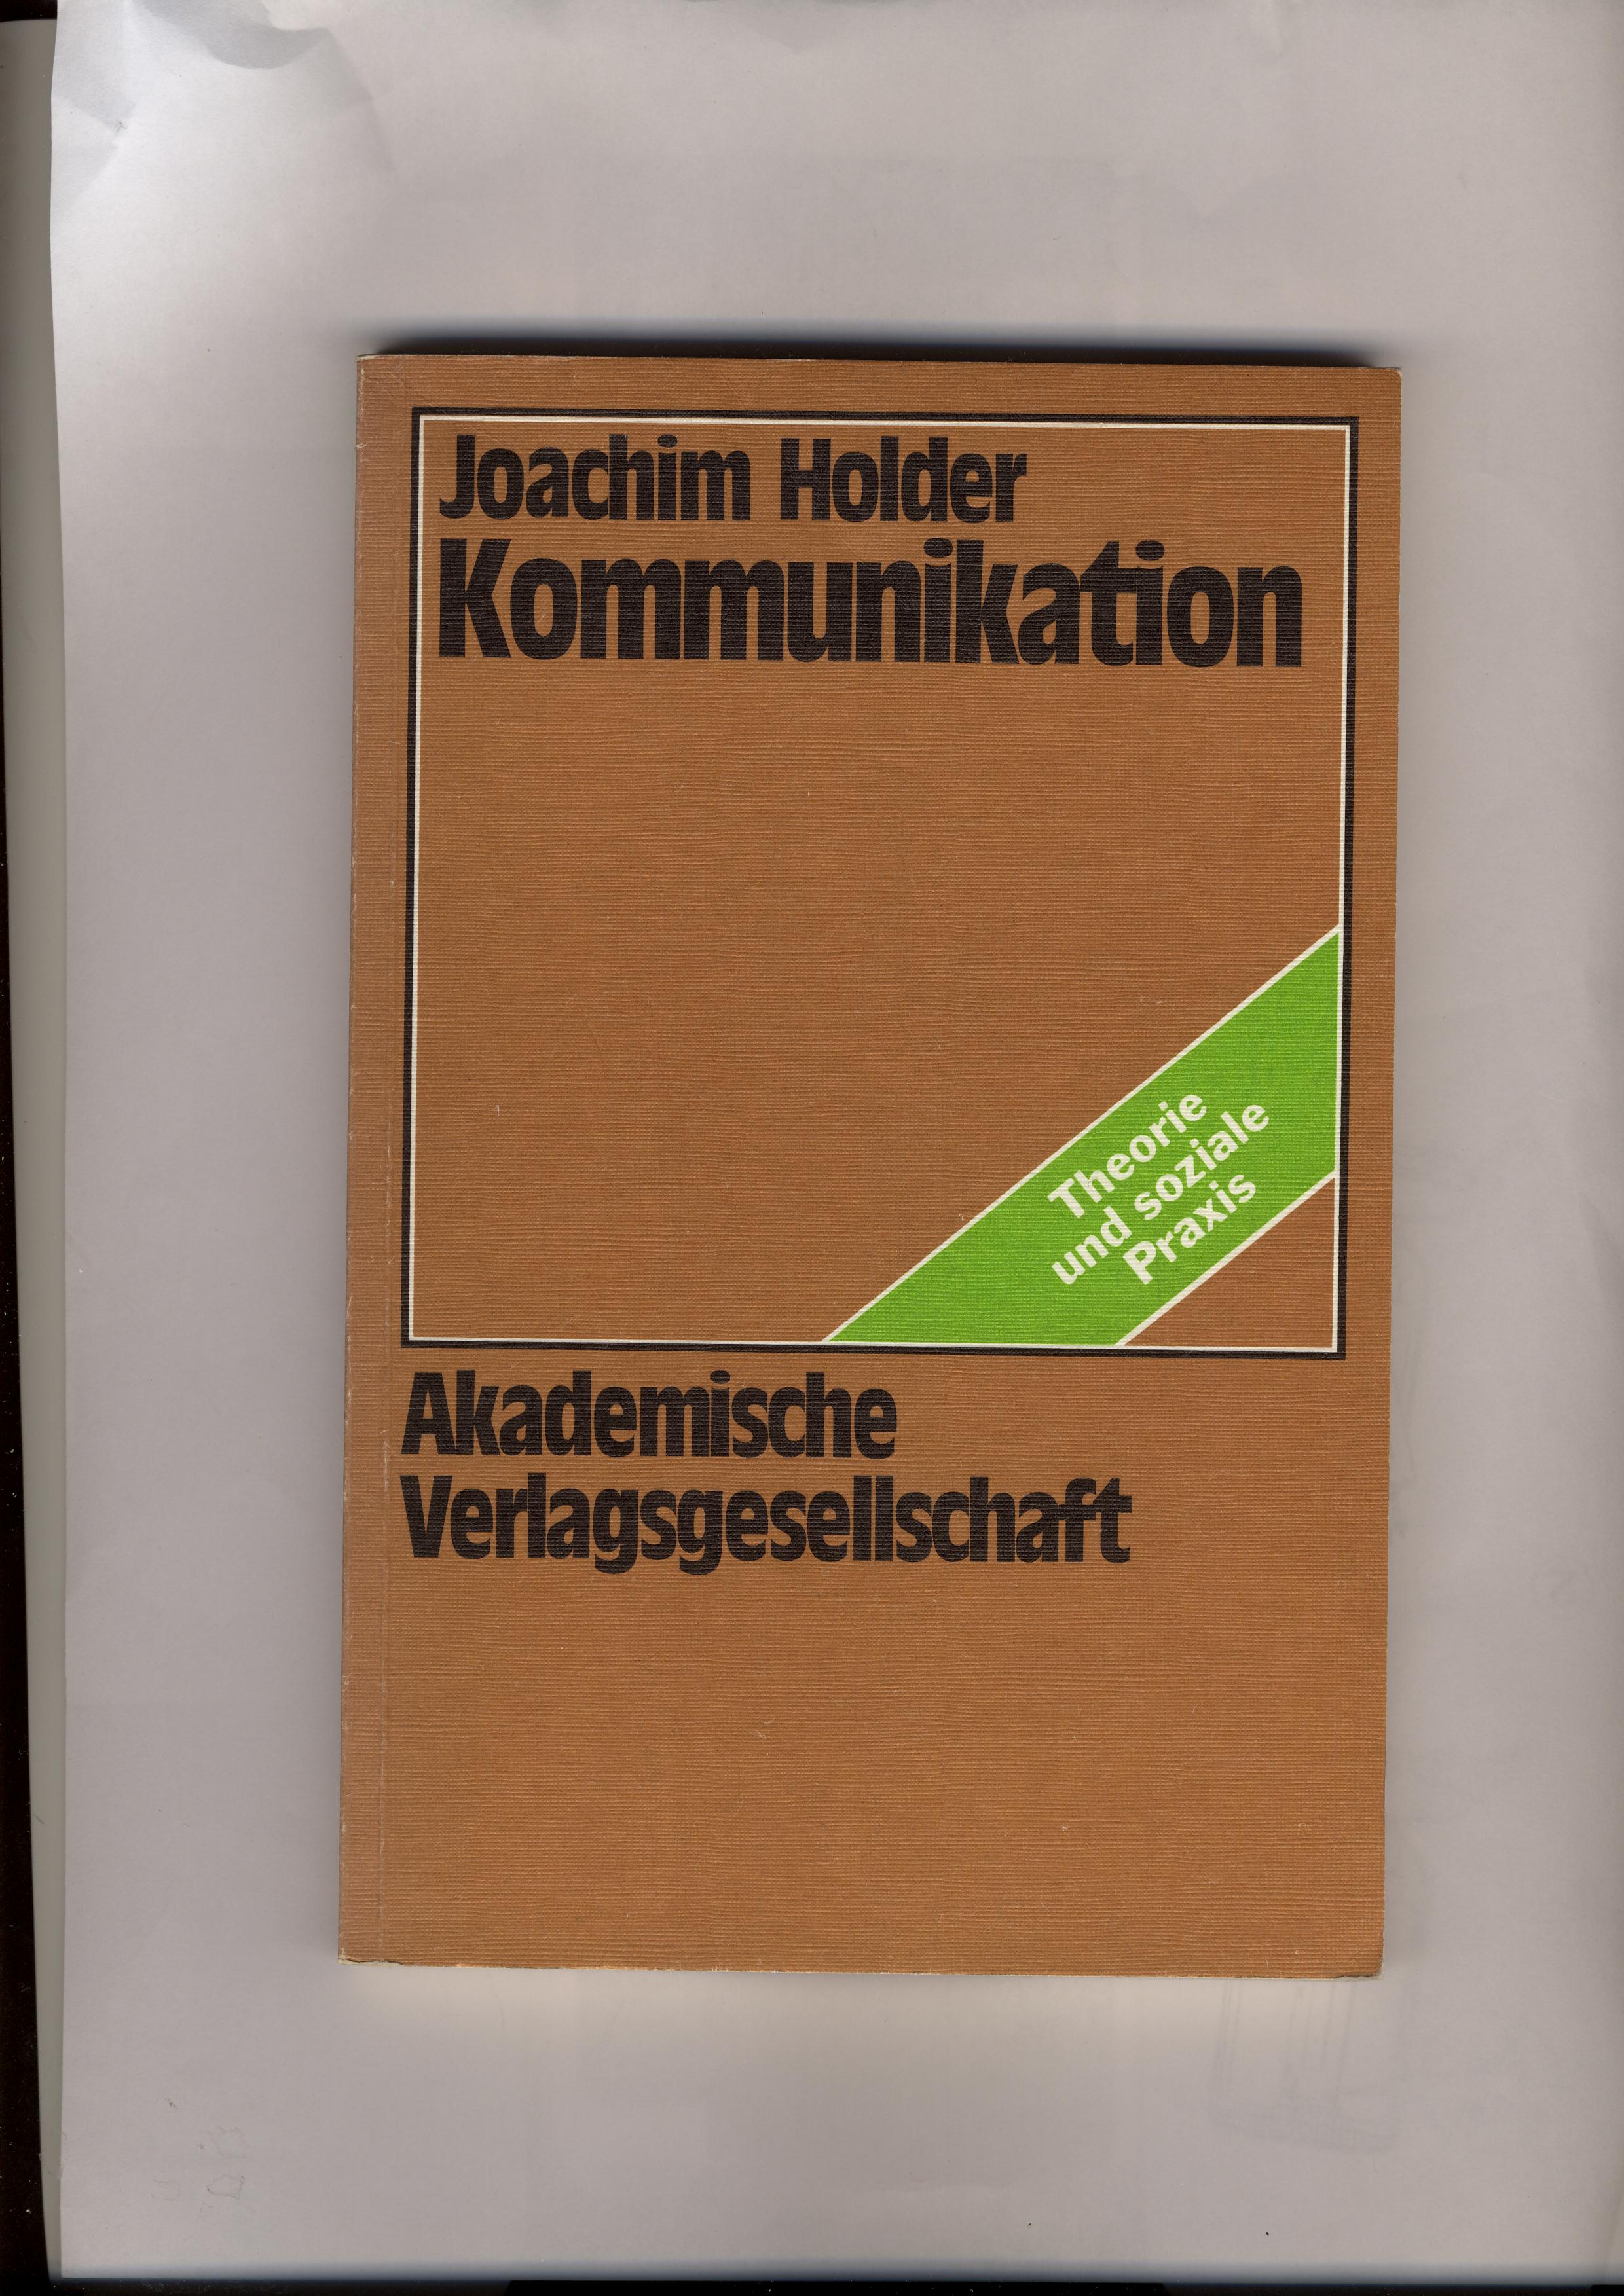 Joachim Holder
Kommunikation
Theorie
und soziale
Praxis
Akademische
Verlagsgesellschaft